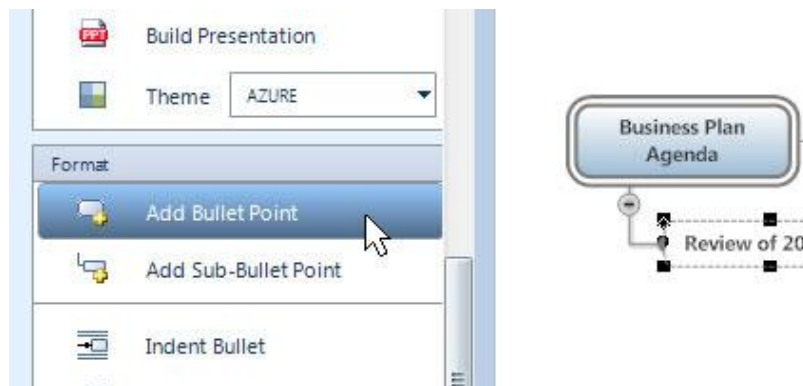 Build Presentation
Theme AZURE
Format
Add Bullet Point
Add Sub-Bullet Point
Indent Bullet
Business Plan
Agenda
Review of 20